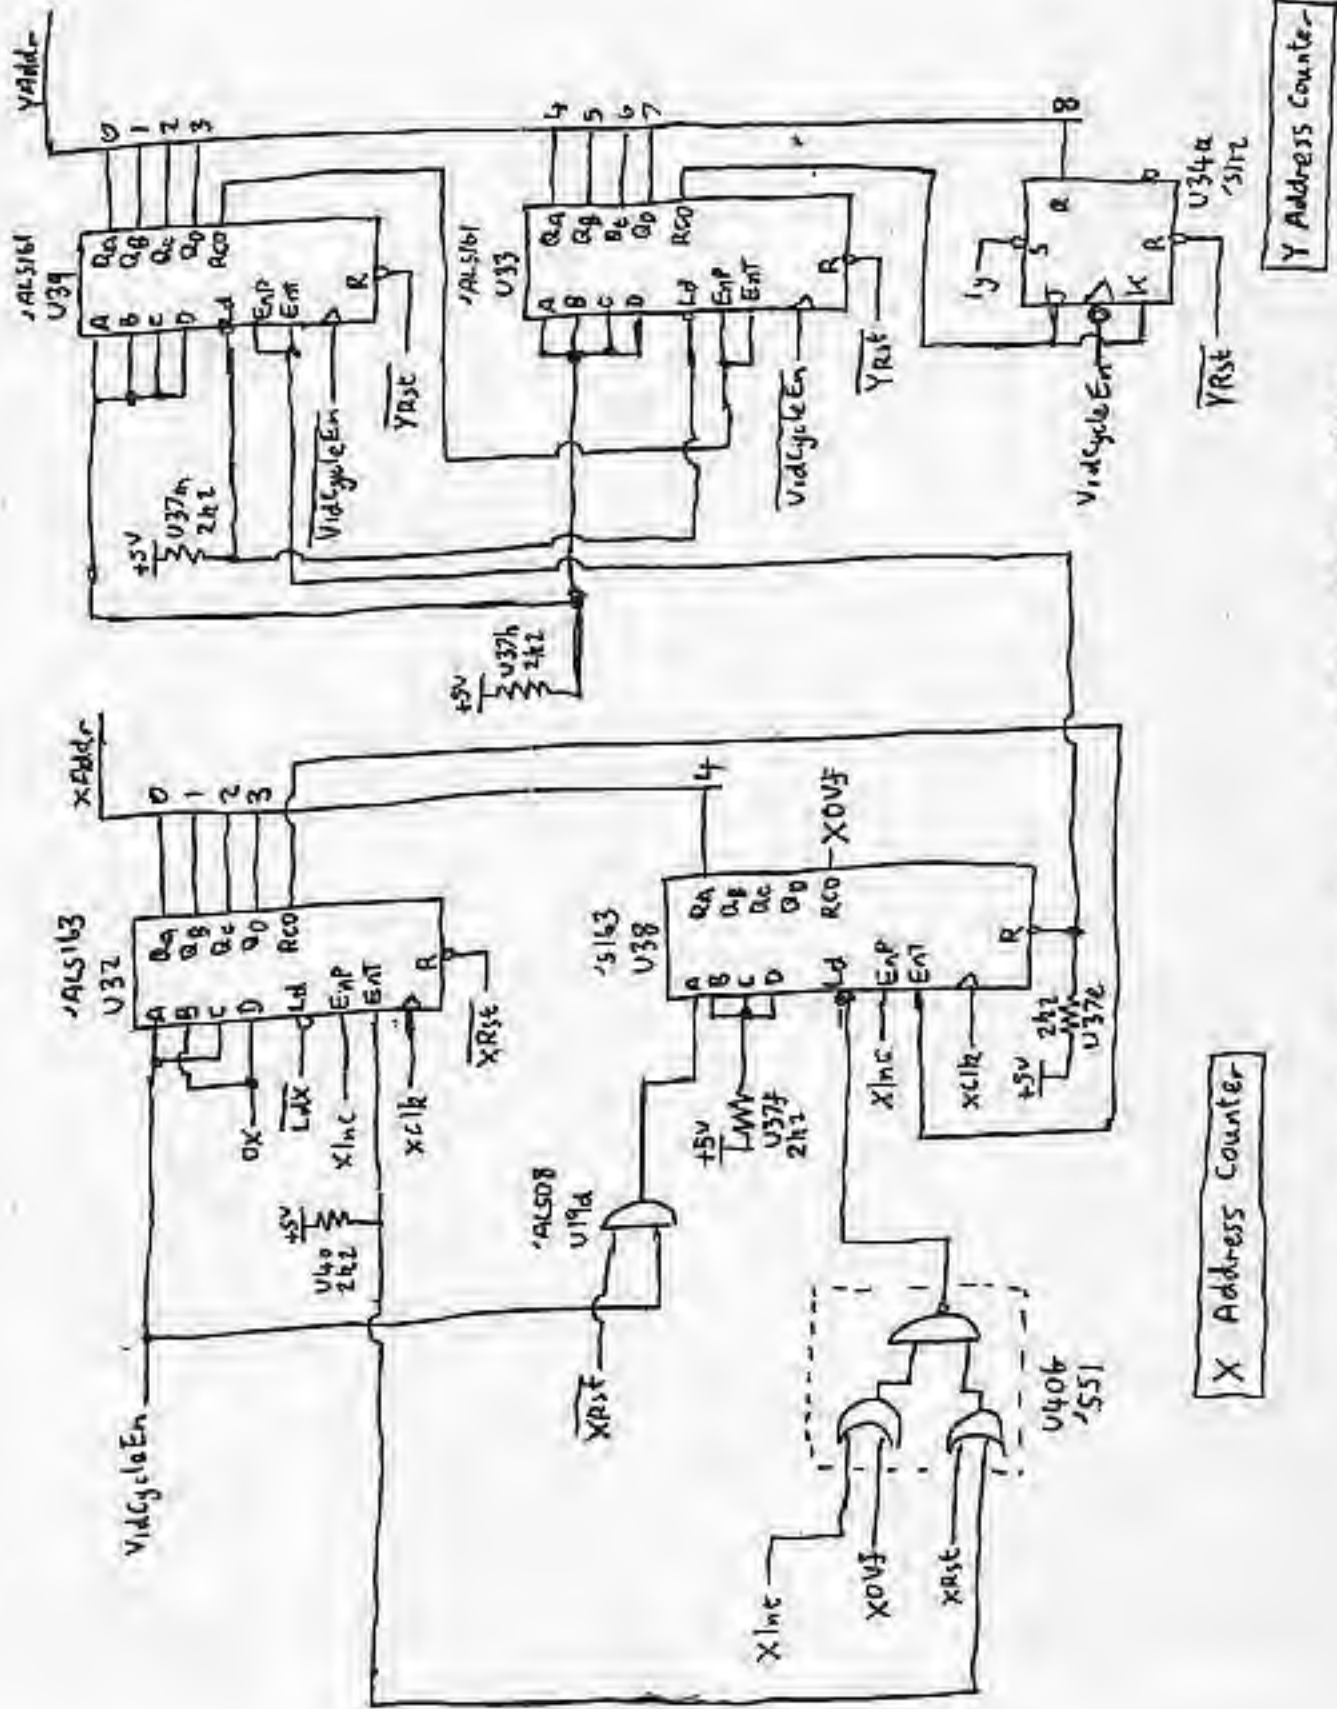 YAddr
0
1
2
3
4
5
6
7
8
'ALS161
U39
A
B
C
D
Ld
EnP
Ent
R
QA
QB
QC
QD
RCO
+5V
U37m
2k2
VidCycleEn
YRst
'ALS161
U33
A
B
C
D
Ld
EnP
EnT
R
QA
QB
QC
QD
RCO
VidCycleEn
YRst
1y
S
J
K
R
Q
Q
U34a
'S112
VidCycleEn
YRst
Y Address Counter
+5V
U37h
2k2
XAddr
0
1
2
3
4
'ALS163
U32
A
B
C
D
Ld
EnP
EnT
R
QA
QB
QC
QD
RCO
VidCycleEn
0x
LdX
XInc
XClk
XRst
+5V
U40
2k2
'S163
U38
A
B
C
D
Ld
EnP
EnT
R
QA
QB
QC
QD
RCO
XOVf
'ALS08
U19d
XRst
+5V
U37f
2k2
XInc
XClk
+5V
2k2
U37e
XInc
XOVf
XRst
U40b
'S51
X Address Counter